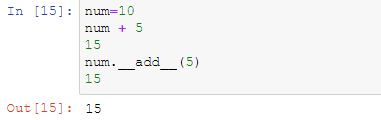 In [15]: num=10
num + 5
15
num.__add__(5)
15
Out[15]: 15